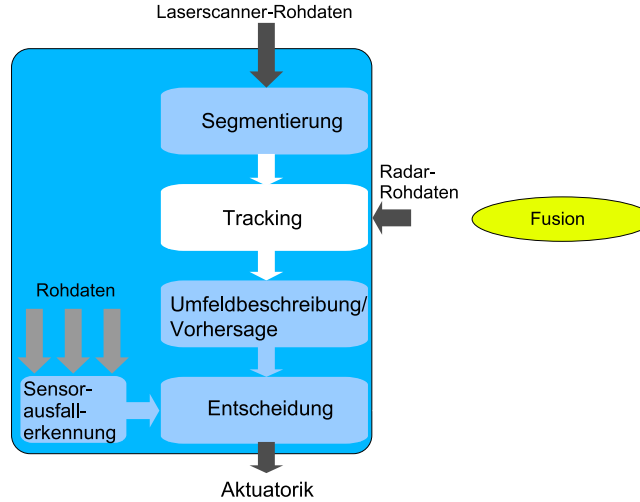 Laserscanner-Rohdaten
Segmentierung
Radar-
Rohdaten
Tracking
Fusion
Rohdaten
Umfeldbeschreibung/
Vorhersage
Sensor-
ausfall-
erkennung
Entscheidung
Aktuatorik